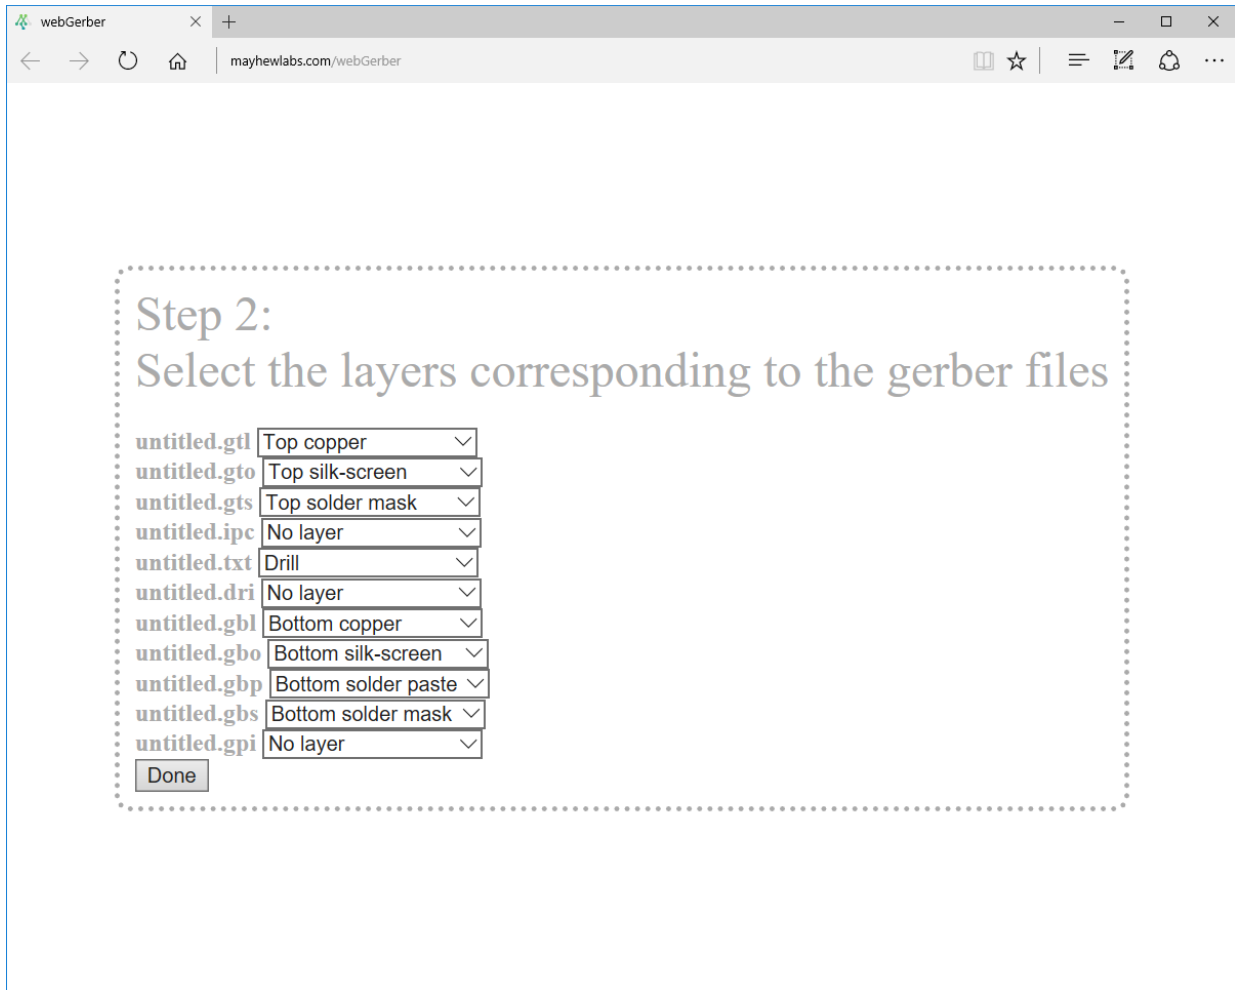 webGerber
mayhewlabs.com/webGerber
Step 2:
Select the layers corresponding to the gerber files
untitled.gtl Top copper
untitled.gto Top silk-screen
untitled.gts Top solder mask
untitled.ipc No layer
untitled.txt Drill
untitled.dri No layer
untitled.gbl Bottom copper
untitled.gbo Bottom silk-screen
untitled.gbp Bottom solder paste
untitled.gbs Bottom solder mask
untitled.gpi No layer
Done